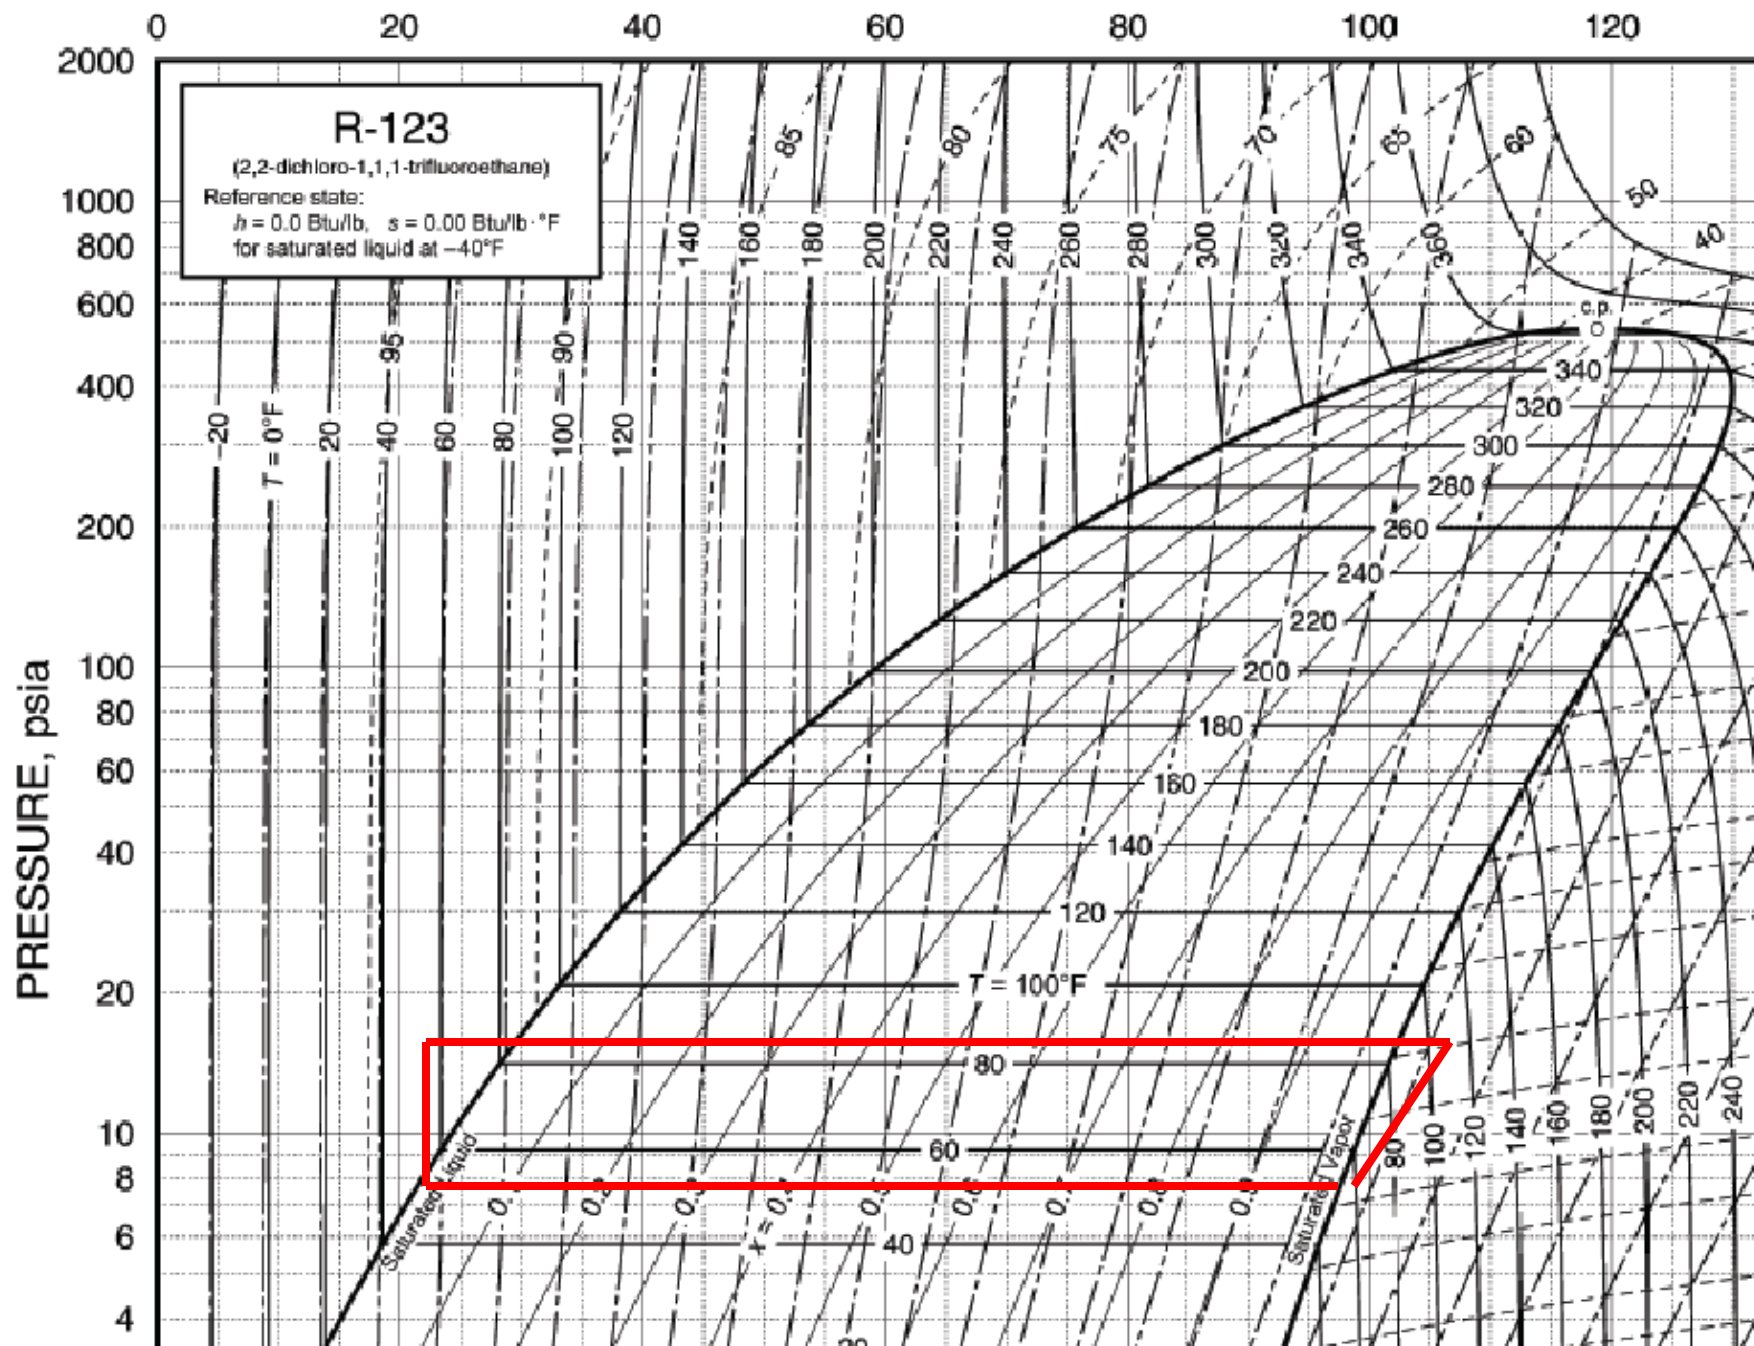 0 20 40 60 80 100 120
2000
1000
800
600
400
200
100
80
60
40
20
10
8
6
4
PRESSURE, psia
R-123
(2,2-dichloro-1,1,1-trifluoroethane)
Reference state:
h = 0.0 Btu/lb, s = 0.00 Btu/lb·°F
for saturated liquid at –40°F
85 80 75 70 65 60
50
40
140 160 180 200 220 240 260 280 300 320 340 360
c.p.
95 90
-20 T = 0°F 20 40 60 80 100 120
340
320
300
280
260
240
220
200
180
160
140
120
T = 100°F
80
60
40
Saturated Liquid
x =
0.6
0.8
Saturated Vapor
80 100 120 140 160 180 200 220 240